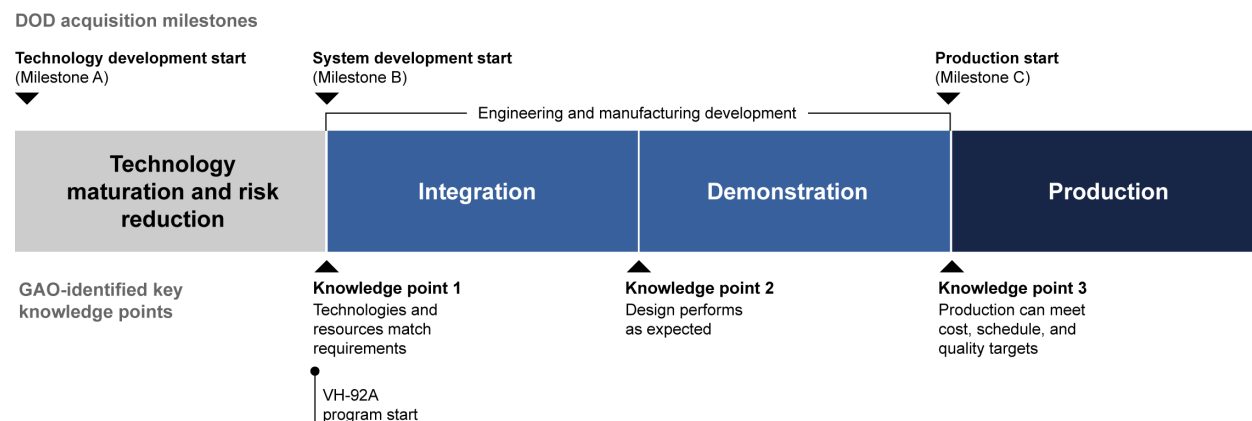 DOD acquisition milestones
Technology development start
(Milestone A)
System development start
(Milestone B)
Production start
(Milestone C)
Engineering and manufacturing development
Technology
maturation and risk
reduction
Integration
Demonstration
Production
GAO-identified key
knowledge points
Knowledge point 1
Technologies and
resources match
requirements
Knowledge point 2
Design performs
as expected
Knowledge point 3
Production can meet
cost, schedule, and
quality targets
VH-92A
program start